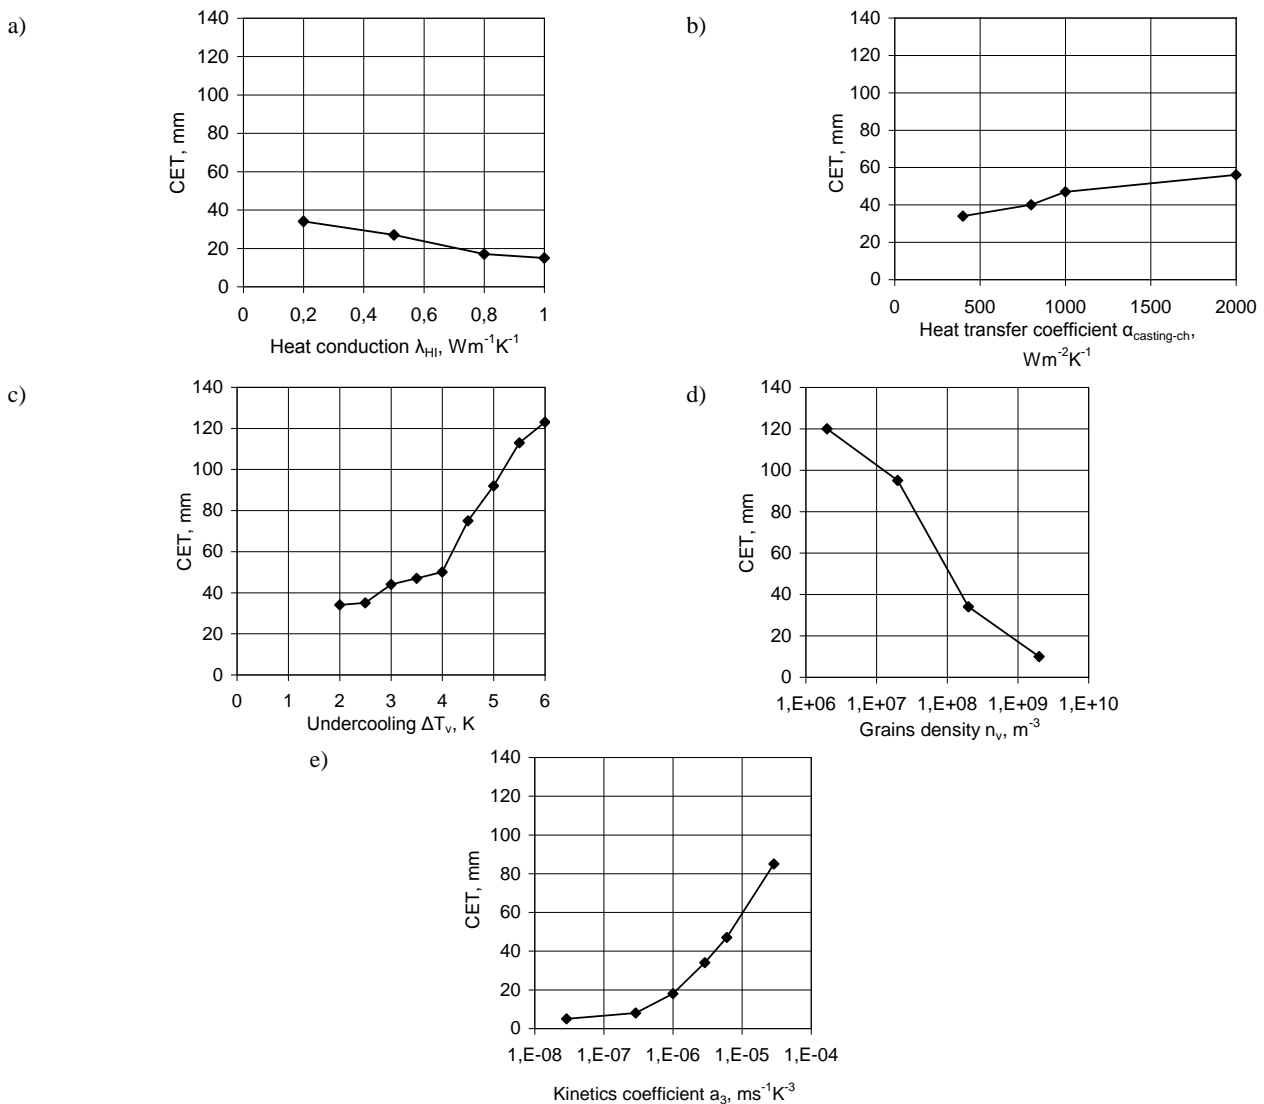 a)
140
120
100
80
60
40
20
0
CET, mm
0 0,2 0,4 0,6 0,8 1
Heat conduction λHI, Wm⁻¹K⁻¹
b)
140
120
100
80
60
40
20
0
CET, mm
0 500 1000 1500 2000
Heat transfer coefficient αcasting-ch,
Wm⁻²K⁻¹
c)
140
120
100
80
60
40
20
0
CET, mm
0 1 2 3 4 5 6
Undercooling ΔTv, K
d)
140
120
100
80
60
40
20
0
CET, mm
1,E+06 1,E+07 1,E+08 1,E+09 1,E+10
Grains density nv, m⁻³
e)
140
120
100
80
60
40
20
0
CET, mm
1,E-08 1,E-07 1,E-06 1,E-05 1,E-04
Kinetics coefficient a₃, ms⁻¹K⁻³